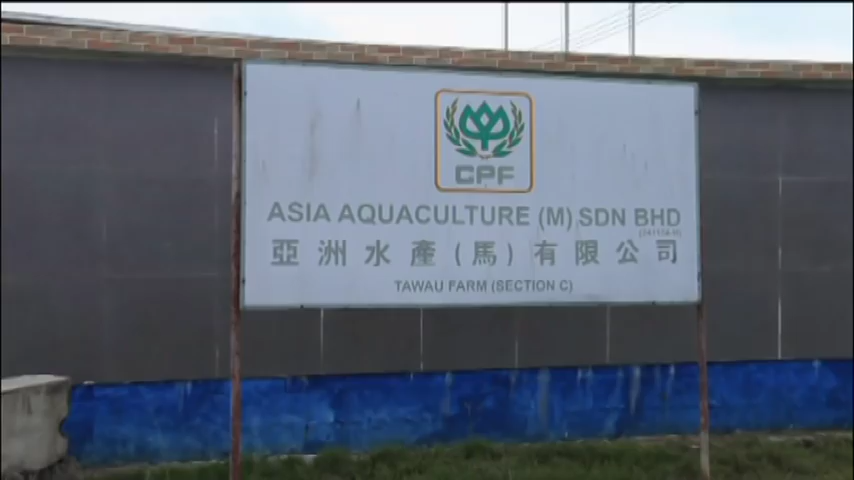 CPF
ASIA AQUACULTURE (M) SDN BHD
亞洲水產(馬)有限公司
TAWAU FARM (SECTION C)